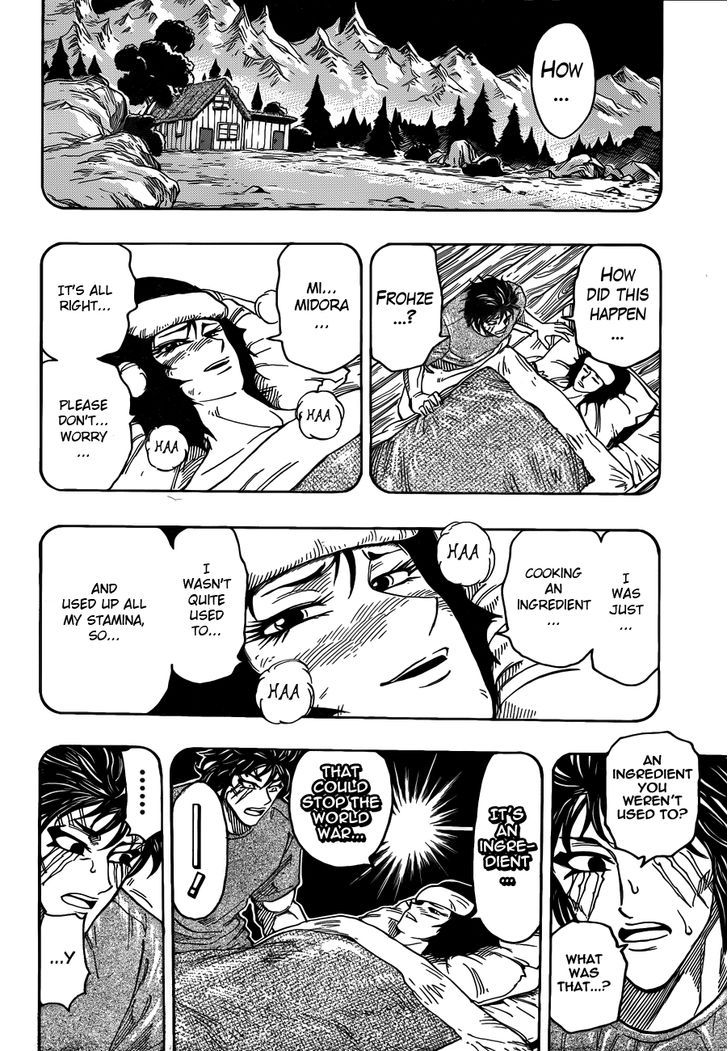 HOW
...
HOW
DID THIS
HAPPEN
...
FROHZE
...?
MI...
MIDORA
...
HAA
IT'S ALL
RIGHT...
PLEASE
DON'T...
WORRY
...
HAA
I
WAS
JUST ...
COOKING
AN
INGREDIENT
...
HAA
I
WASN'T
QUITE
USED
TO...
HAA
AND
USED UP ALL
MY STAMINA,
SO...
AN
INGREDIENT
YOU
WEREN'T
USED TO?
WHAT
WAS
THAT...?
IT'S
AN
INGRE-
DIENT
...
THAT
COULD
STOP THE
WORLD
WAR...
!
......
...Y